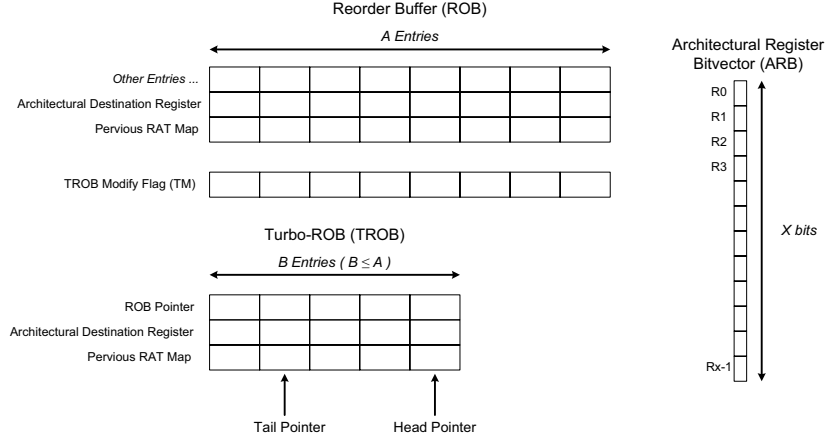 Reorder Buffer (ROB)
A Entries
Other Entries ...
Architectural Destination Register
Pervious RAT Map
TROB Modify Flag (TM)
Turbo-ROB (TROB)
B Entries ( B ≤ A )
ROB Pointer
Architectural Destination Register
Pervious RAT Map
Tail Pointer
Head Pointer
Architectural Register
Bitvector (ARB)
R0
R1
R2
R3
X bits
Rx-1